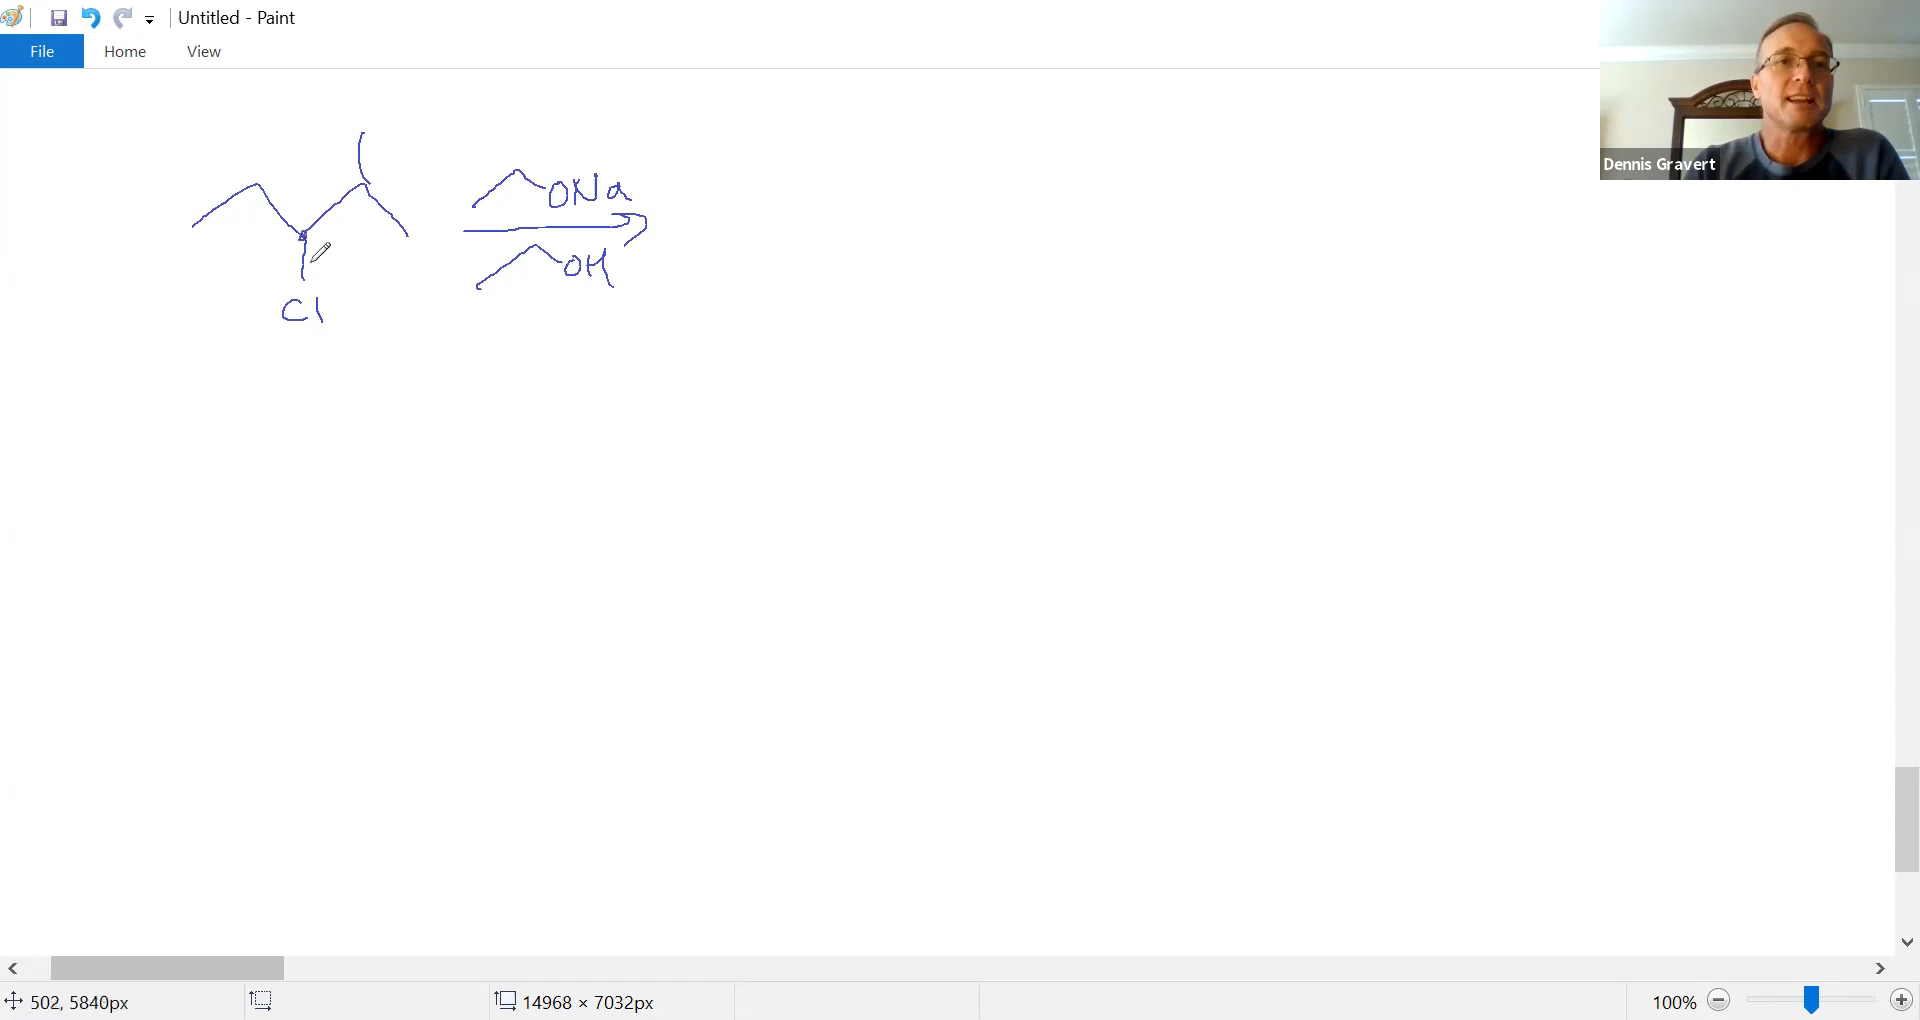 Untitled - Paint
File Home View
Dennis Gravert
ONa
OH
Cl
502, 5840px 14968 × 7032px 100%